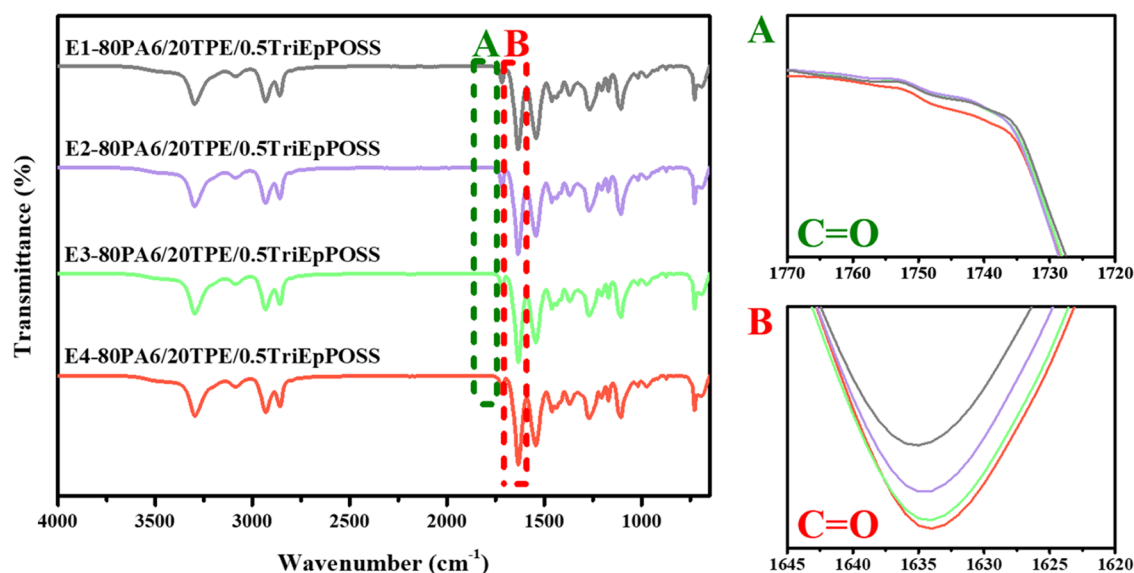 A B
E1-80PA6/20TPE/0.5TriEpPOSS
E2-80PA6/20TPE/0.5TriEpPOSS
E3-80PA6/20TPE/0.5TriEpPOSS
E4-80PA6/20TPE/0.5TriEpPOSS
Transmittance (%)
4000 3500 3000 2500 2000 1500 1000
Wavenumber (cm⁻¹)
A
C=O
1770 1760 1750 1740 1730 1720
B
C=O
1645 1640 1635 1630 1625 1620